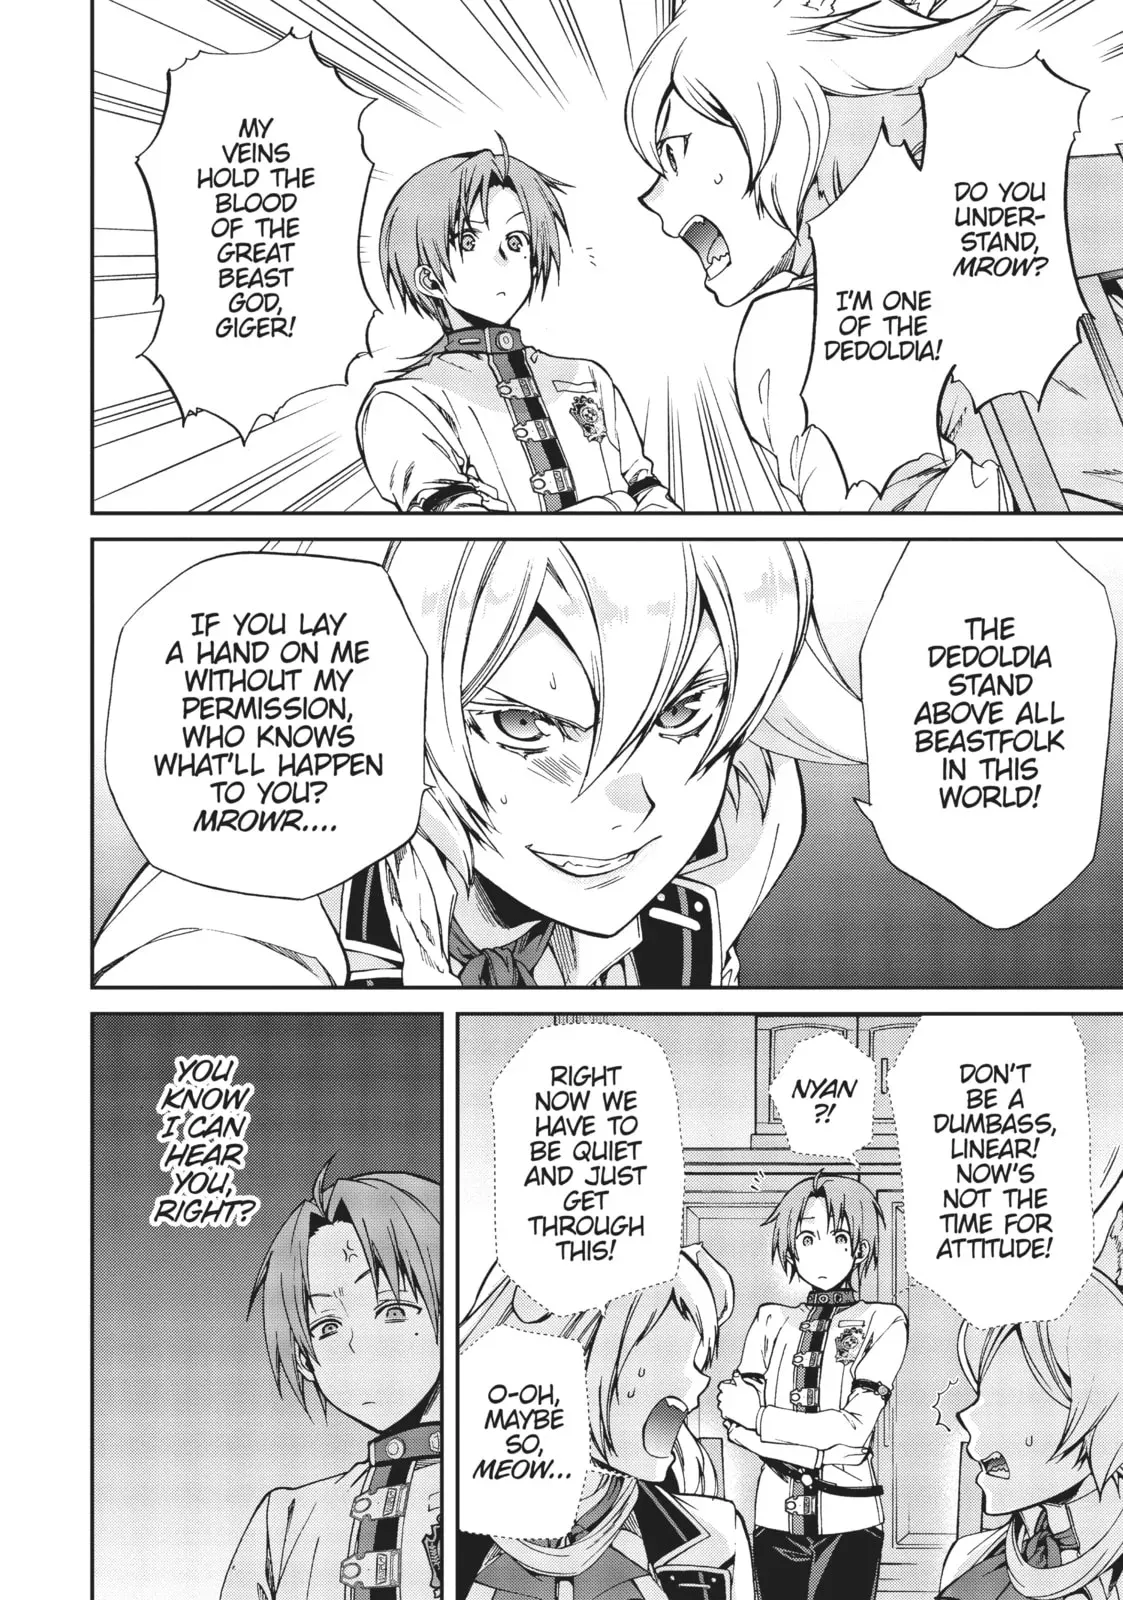 DO YOU
UNDER-
STAND,
MROW?
I'M ONE
OF THE
DEDOLDIA!
MY
VEINS
HOLD THE
BLOOD
OF THE
GREAT
BEAST
GOD,
GIGER!
THE
DEDOLDIA
STAND
ABOVE ALL
BEASTFOLK
IN THIS
WORLD!
IF YOU LAY
A HAND ON ME
WITHOUT MY
PERMISSION,
WHO KNOWS
WHAT'LL HAPPEN
TO YOU?
MROWR....
DON'T
BE A
DUMBASS,
LINEAR!
NOW'S
NOT THE
TIME FOR
ATTITUDE!
NYAN
?!
RIGHT
NOW WE
HAVE TO
BE QUIET
AND JUST
GET
THROUGH
THIS!
O-OH,
MAYBE
SO,
MEOW...
YOU
KNOW
I CAN
HEAR
YOU,
RIGHT?